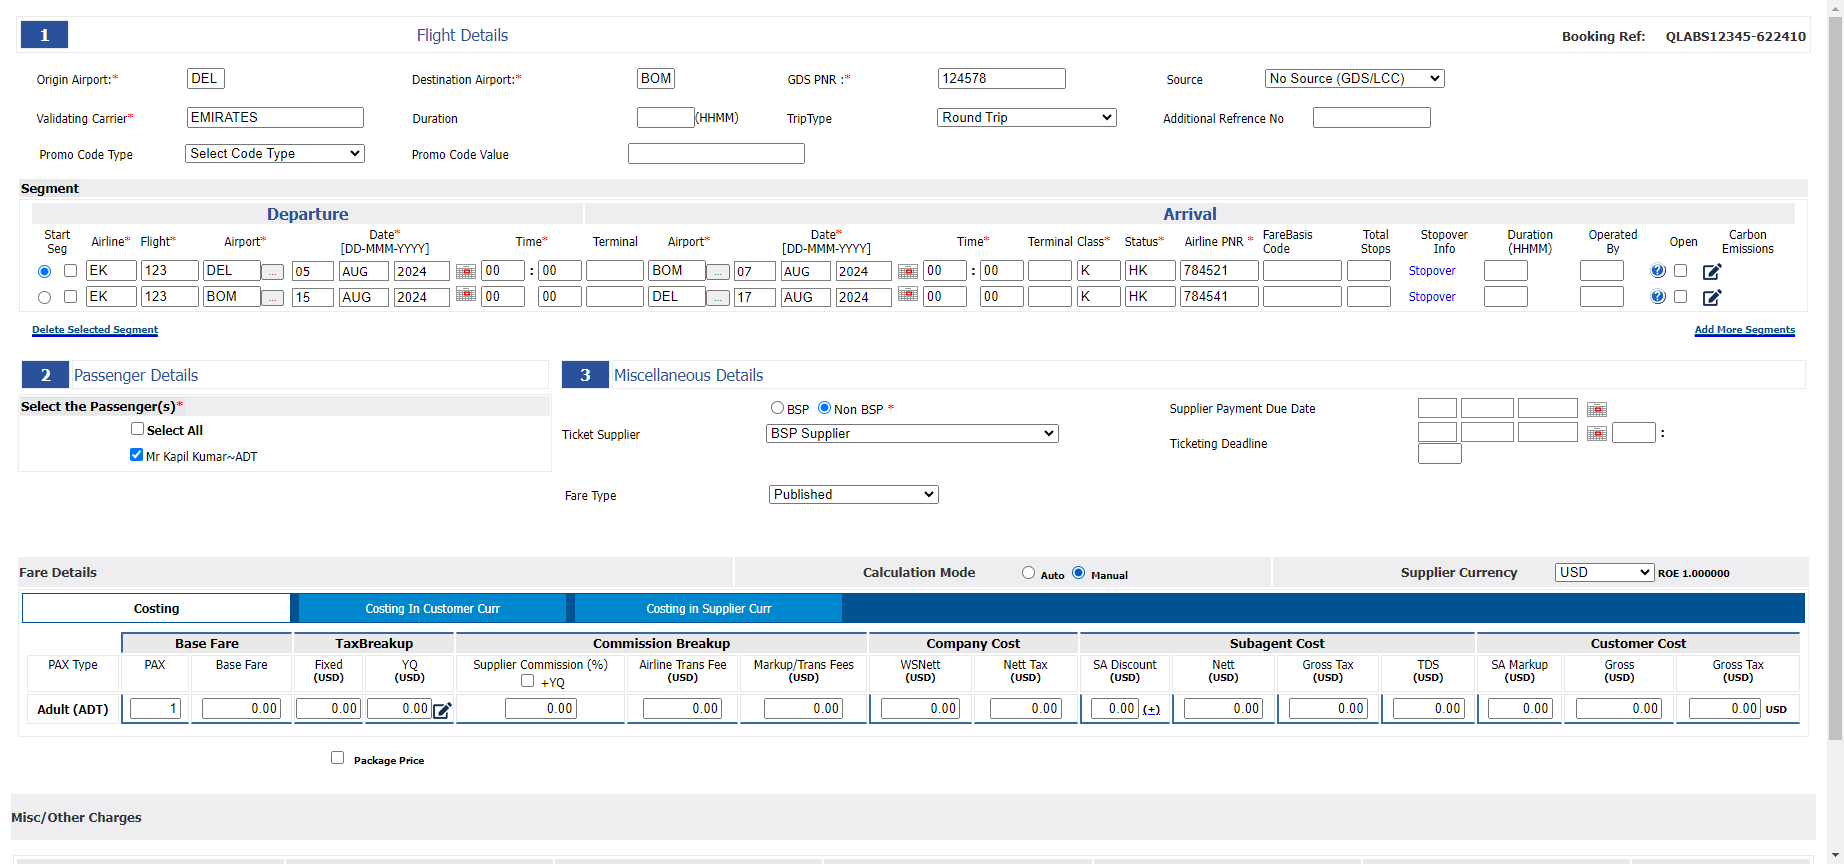 1 Flight Details Booking Ref: QLABS12345-622410
Origin Airport:* DEL Destination Airport:* BOM GDS PNR :* 124578 Source No Source (GDS/LCC)
Validating Carrier* EMIRATES Duration (HHMM) TripType Round Trip Additional Refrence No
Promo Code Type Select Code Type Promo Code Value
Segment
Departure Arrival
Start Seg Airline* Flight* Airport* Date* [DD-MMM-YYYY] Time* Terminal Airport* Date* [DD-MMM-YYYY] Time* Terminal Class* Status* Airline PNR * FareBasis Code Total Stops Stopover Info Duration (HHMM) Operated By Open Carbon Emissions
EK 123 DEL ... 05 AUG 2024 00 : 00 BOM ... 07 AUG 2024 00 : 00 K HK 784521 Stopover ?
EK 123 BOM ... 15 AUG 2024 00 00 DEL ... 17 AUG 2024 00 00 K HK 784541 Stopover ?
Delete Selected Segment Add More Segments
2 Passenger Details 3 Miscellaneous Details
Select the Passenger(s)*
Select All
Mr Kapil Kumar~ADT
BSP Non BSP * Supplier Payment Due Date
Ticket Supplier BSP Supplier
Ticketing Deadline :
Fare Type Published
Fare Details Calculation Mode Auto Manual Supplier Currency USD ROE 1.000000
Costing Costing In Customer Curr Costing in Supplier Curr
Base Fare TaxBreakup Commission Breakup Company Cost Subagent Cost Customer Cost
PAX Type PAX Base Fare Fixed (USD) YQ (USD) Supplier Commission (%) +YQ Airline Trans Fee (USD) Markup/Trans Fees (USD) WSNett (USD) Nett Tax (USD) SA Discount (USD) Nett (USD) Gross Tax (USD) TDS (USD) SA Markup (USD) Gross (USD) Gross Tax (USD)
Adult (ADT) 1 0.00 0.00 0.00 0.00 0.00 0.00 0.00 0.00 0.00 (+) 0.00 0.00 0.00 0.00 0.00 0.00 USD
Package Price
Misc/Other Charges